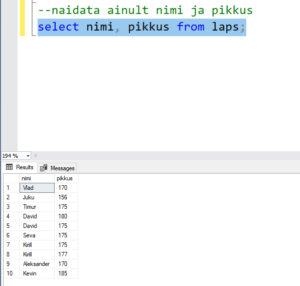 --naidata ainult nimi ja pikkus
select nimi, pikkus from laps;
194 %
Results Messages
nimi pikkus
1 Vlad 170
2 Juku 156
3 Timur 175
4 David 180
5 David 175
6 Seva 175
7 Kirill 175
8 Kirill 177
9 Aleksander 170
10 Kevin 185